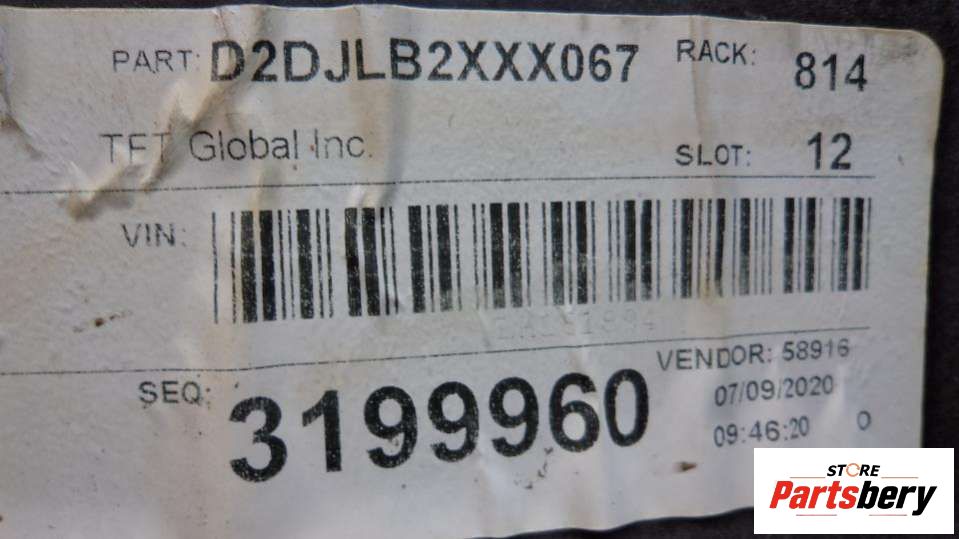 PART: D2DJLB2XXX067 RACK: 814
TFT Global Inc. SLOT: 12
VIN:
SEQ: 3199960 VENDOR: 58916
07/09/2020
09:46:20 0
STORE
Partsbery